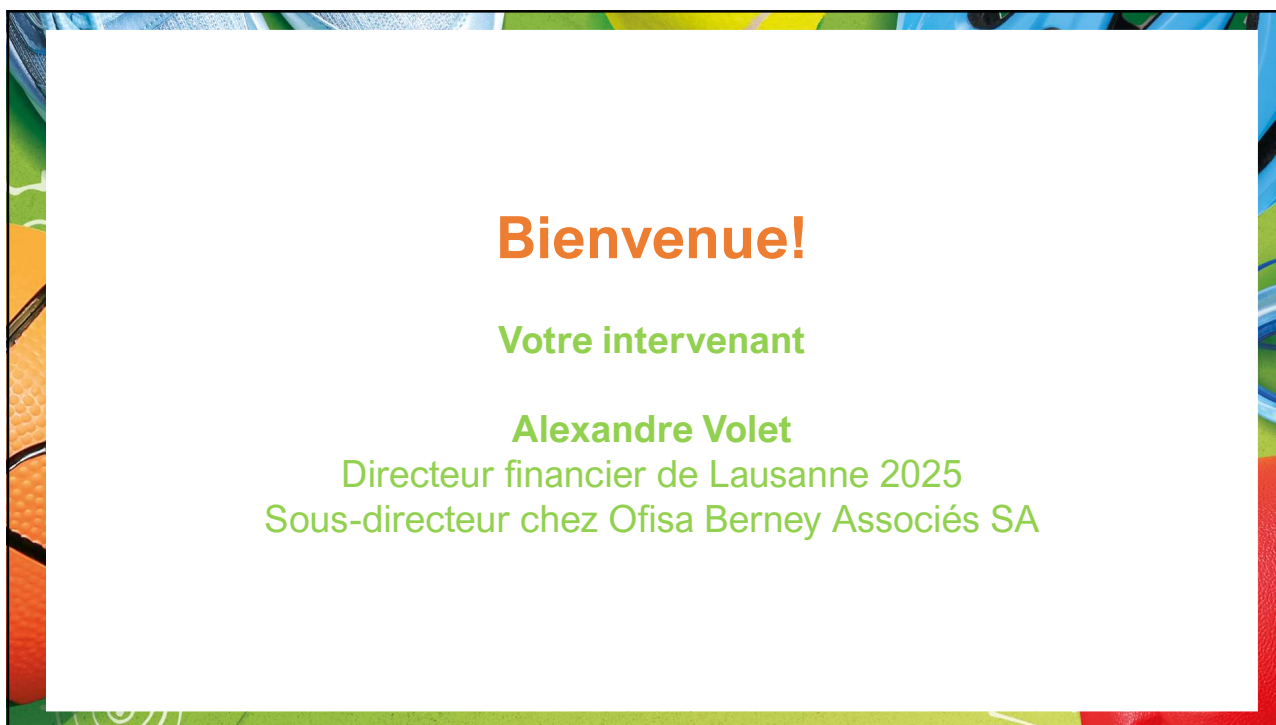 Bienvenue!
Votre intervenant
Alexandre Volet
Directeur financier de Lausanne 2025
Sous-directeur chez Ofisa Berney Associés SA